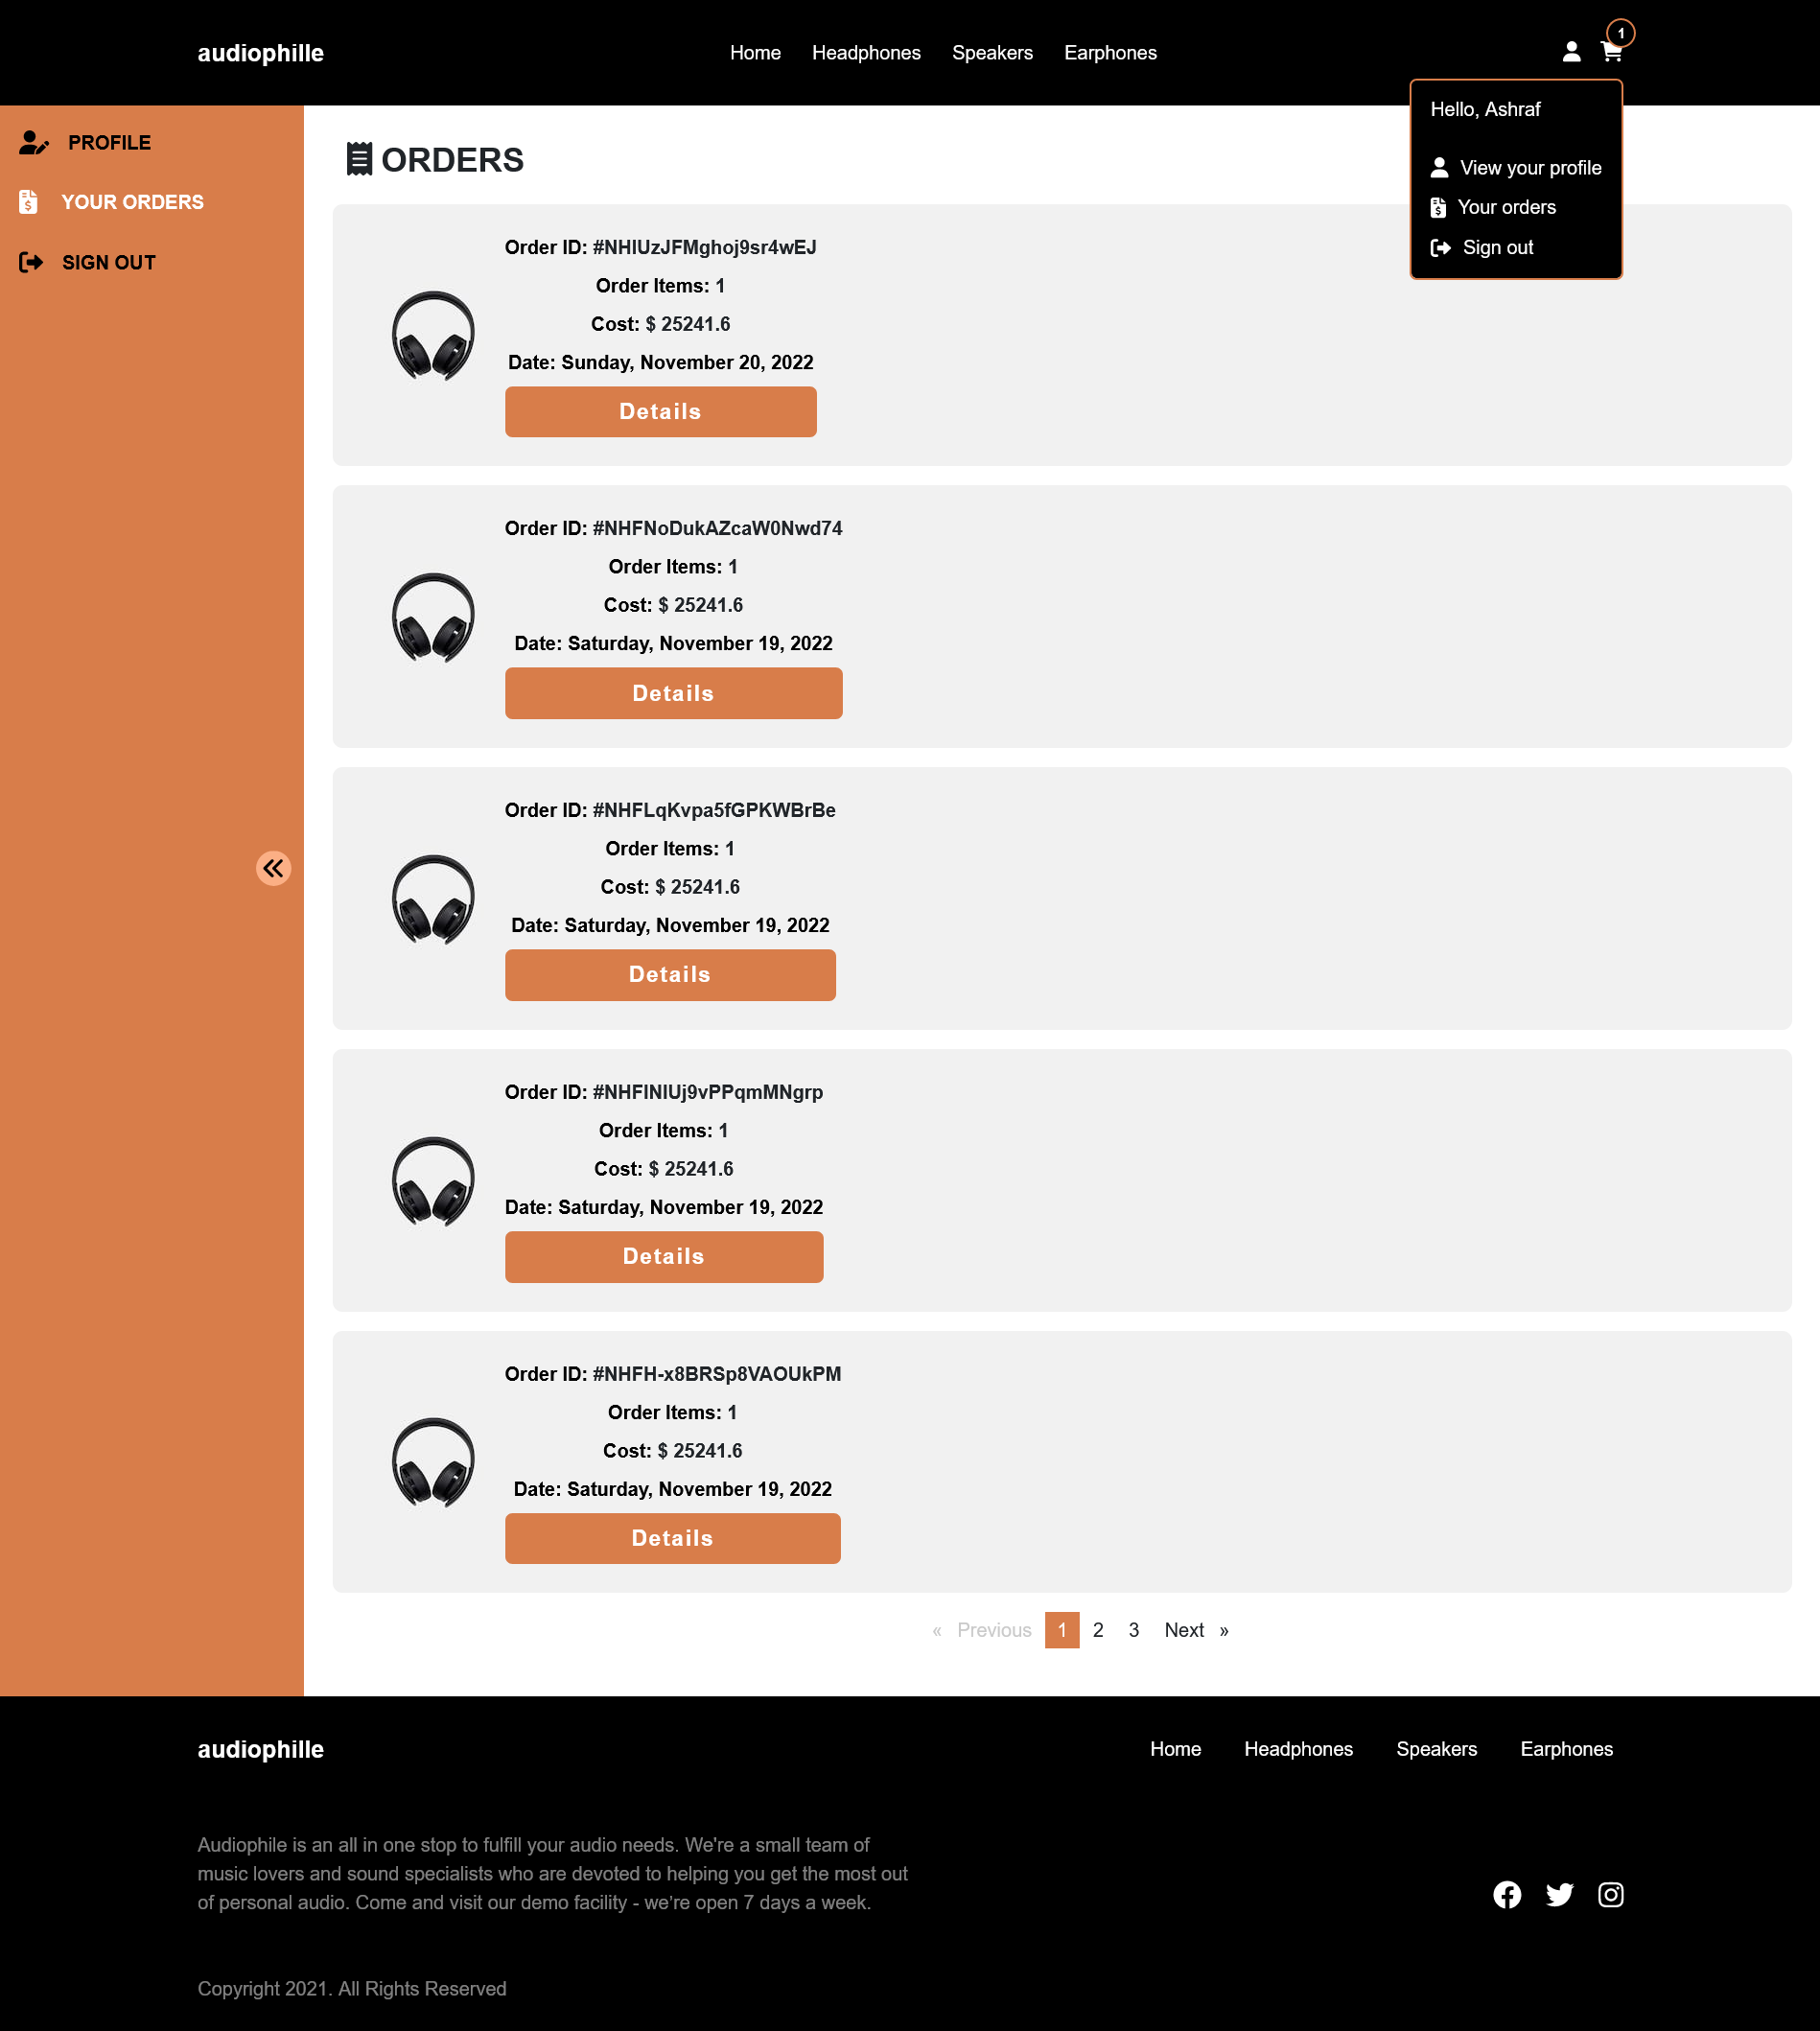 audiophille
Home Headphones Speakers Earphones
1
Hello, Ashraf
View your profile
Your orders
Sign out
PROFILE
YOUR ORDERS
SIGN OUT
ORDERS
Order ID: #NHIUzJFMghoj9sr4wEJ
Order Items: 1
Cost: $ 25241.6
Date: Sunday, November 20, 2022
Details
Order ID: #NHFNoDukAZcaW0Nwd74
Order Items: 1
Cost: $ 25241.6
Date: Saturday, November 19, 2022
Details
Order ID: #NHFLqKvpa5fGPKWBrBe
Order Items: 1
Cost: $ 25241.6
Date: Saturday, November 19, 2022
Details
Order ID: #NHFINIUj9vPPqmMNgrp
Order Items: 1
Cost: $ 25241.6
Date: Saturday, November 19, 2022
Details
Order ID: #NHFH-x8BRSp8VAOUkPM
Order Items: 1
Cost: $ 25241.6
Date: Saturday, November 19, 2022
Details
« Previous 1 2 3 Next »
audiophille
Home Headphones Speakers Earphones
Audiophile is an all in one stop to fulfill your audio needs. We're a small team of
music lovers and sound specialists who are devoted to helping you get the most out
of personal audio. Come and visit our demo facility - we're open 7 days a week.
Copyright 2021. All Rights Reserved